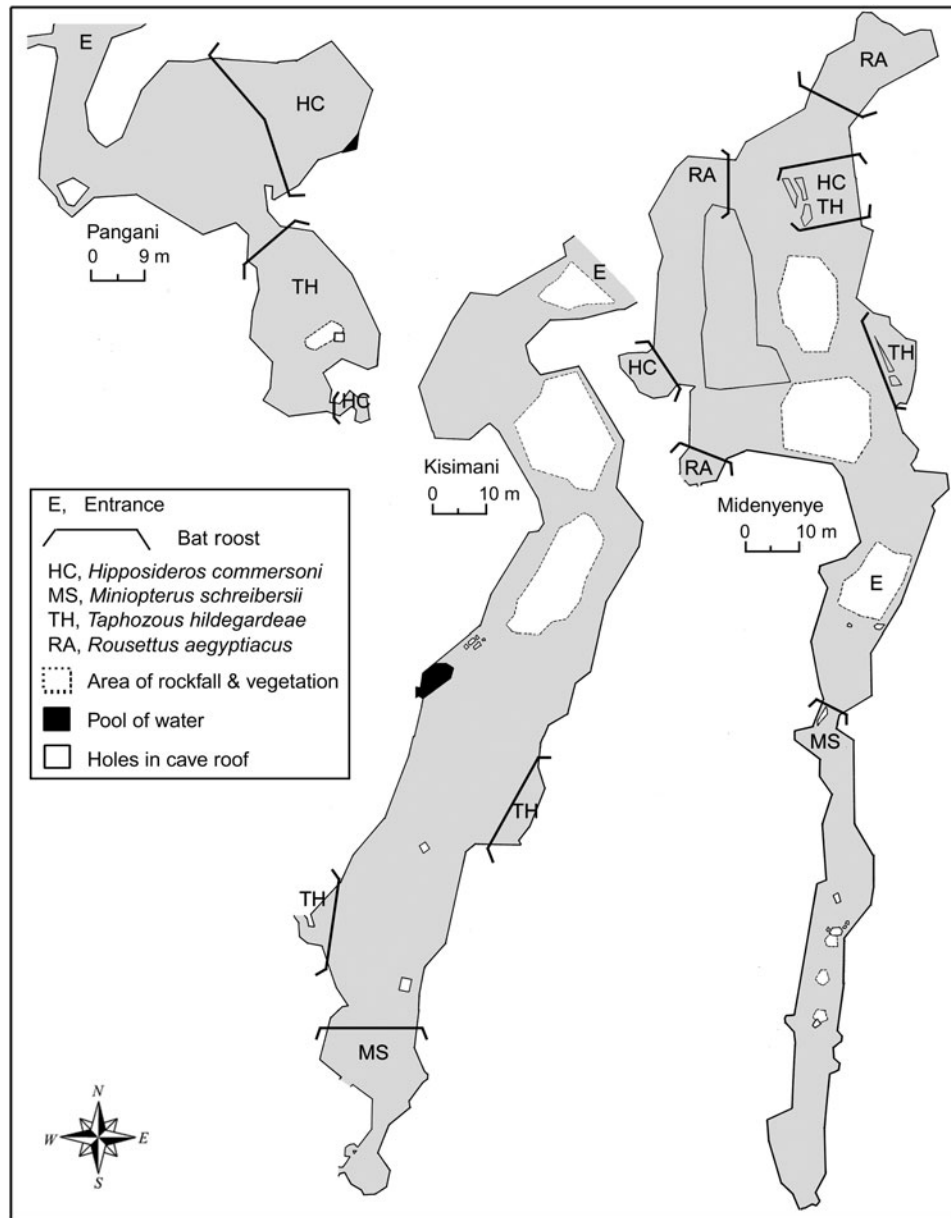 E
HC
Pangani
0 9 m
TH
HC
E
Kisimani
0 10 m
TH
TH
MS
RA
RA
HC
TH
HC
TH
RA
Midenyenye
0 10 m
E
MS
E, Entrance
Bat roost
HC, Hipposideros commersoni
MS, Miniopterus schreibersii
TH, Taphozous hildegardeae
RA, Rousettus aegyptiacus
Area of rockfall & vegetation
Pool of water
Holes in cave roof
N
W E
S